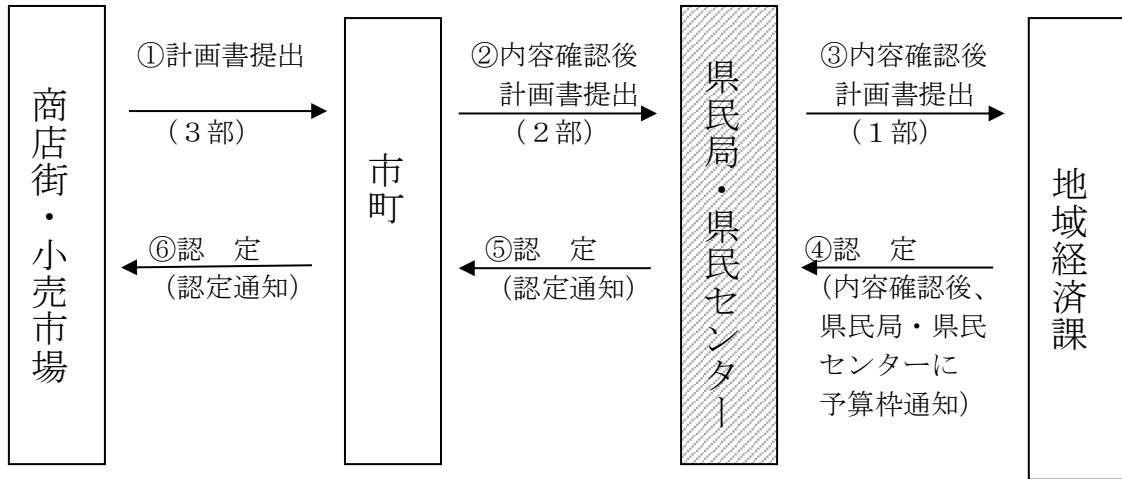 商店街・小売市場
①計画書提出
（３部）
⑥認　定
（認定通知）
市町
②内容確認後
計画書提出
（２部）
⑤認　定
（認定通知）
県民局・県民センター
③内容確認後
計画書提出
（１部）
④認　定
（内容確認後、
県民局・県民
センターに
予算枠通知）
地域経済課